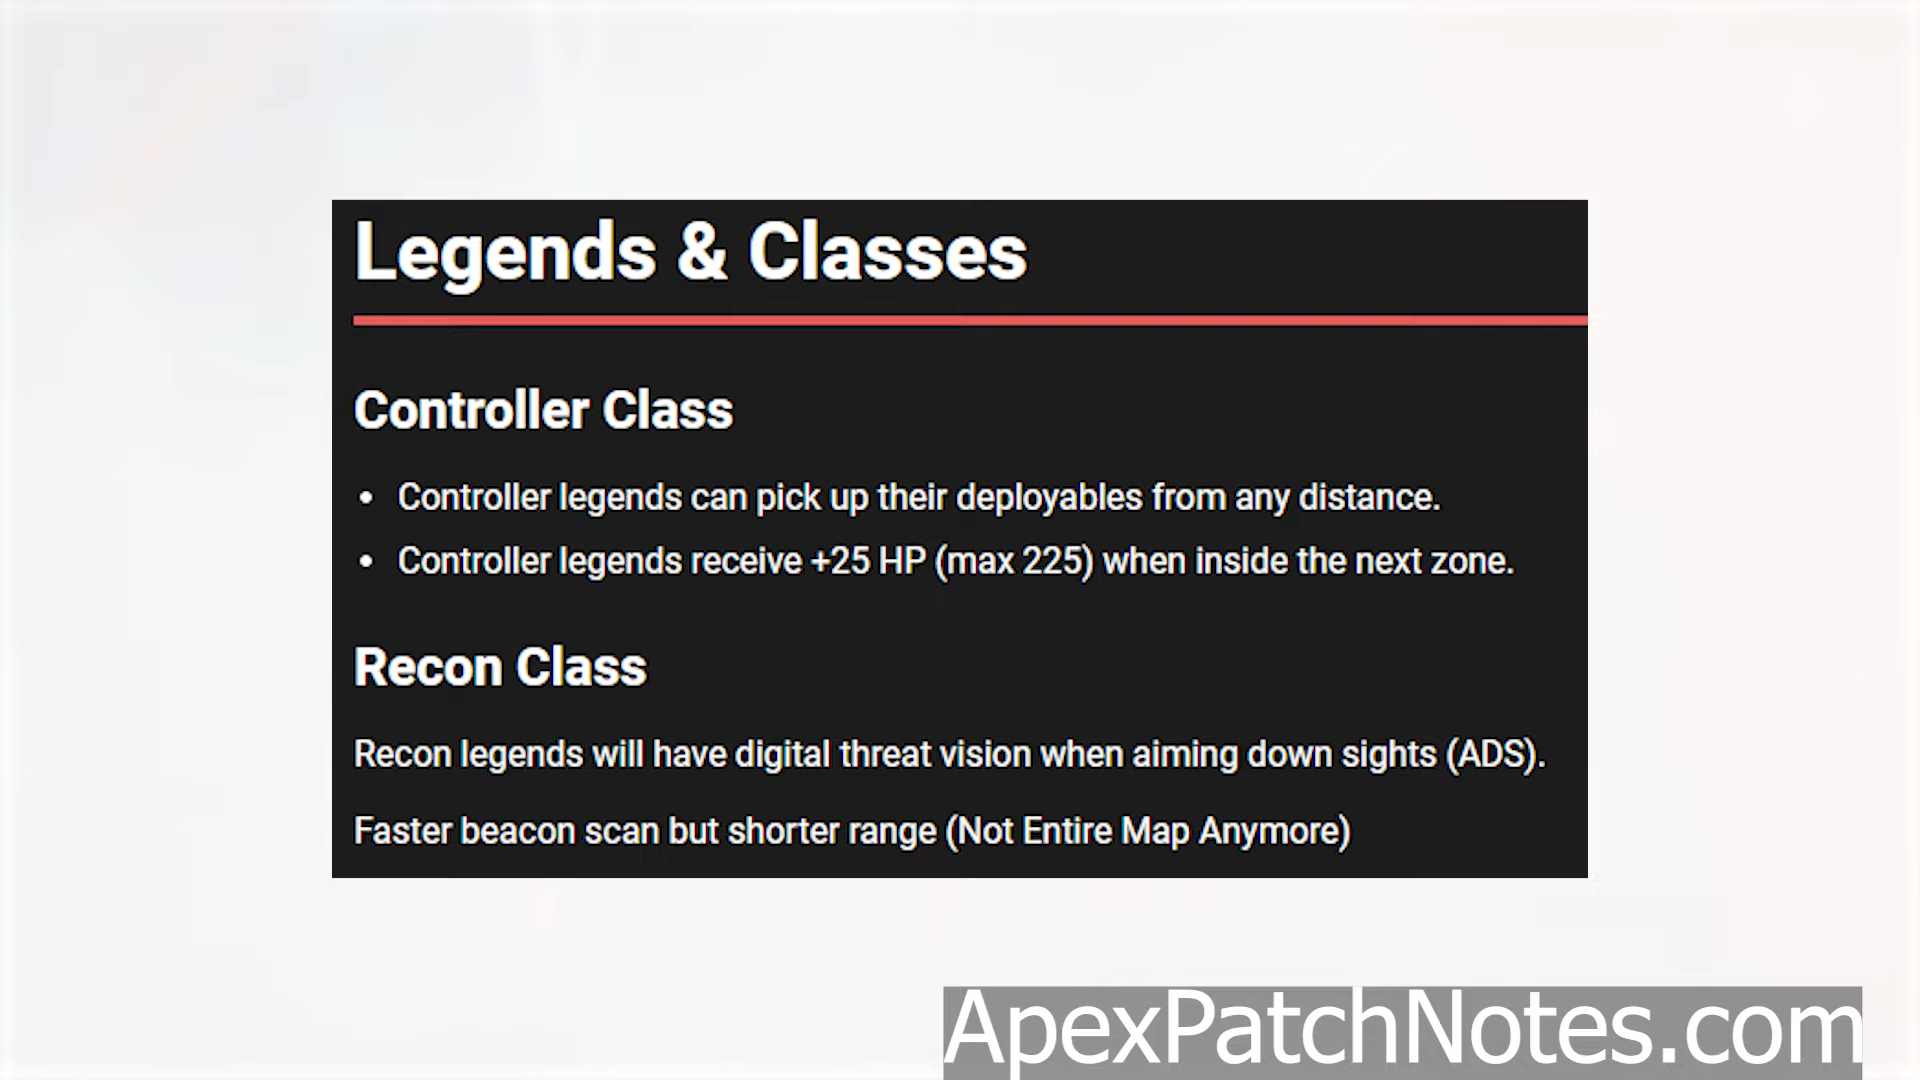 Legends & Classes
Controller Class
• Controller legends can pick up their deployables from any distance.
• Controller legends receive +25 HP (max 225) when inside the next zone.
Recon Class
Recon legends will have digital threat vision when aiming down sights (ADS).
Faster beacon scan but shorter range (Not Entire Map Anymore)
ApexPatchNotes.com